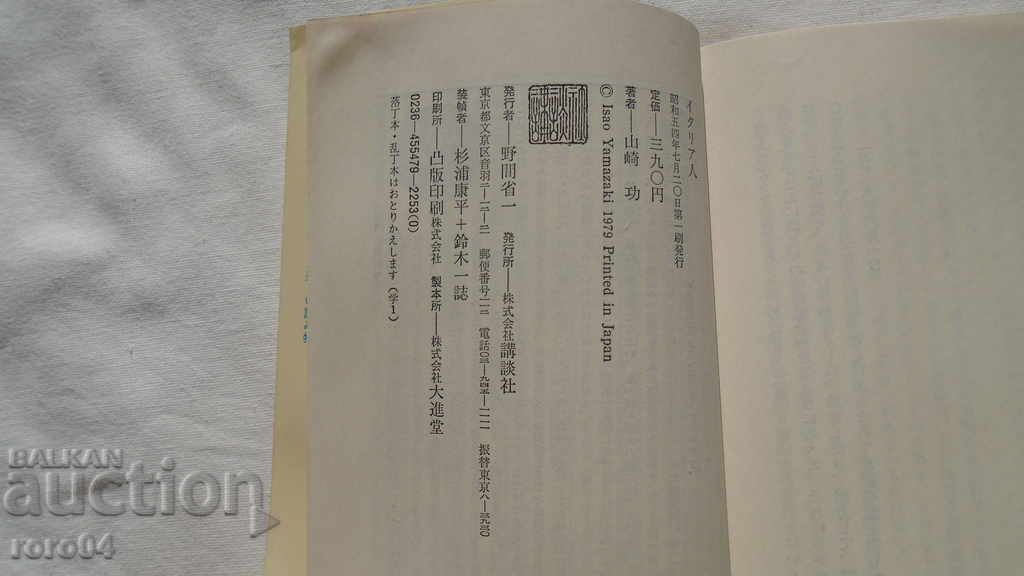 イタリア人
昭和五四年七月二〇日第一刷発行
定価――三九〇円
著者――山崎 功
© Isao Yamazaki 1979 Printed in Japan
発行者――野間省一 発行所――株式会社講談社
東京都文京区音羽二―一二―二一 郵便番号一一二 電話〇三―九四五―一一一一 振替東京八―三九三〇
装幀者――杉浦康平＋鈴木一誌
印刷所――凸版印刷株式会社 製本所――株式会社大進堂
0236―455479―2253(0)
落丁本・乱丁本はおとりかえします (学1)
BALKAN
auction
roro04